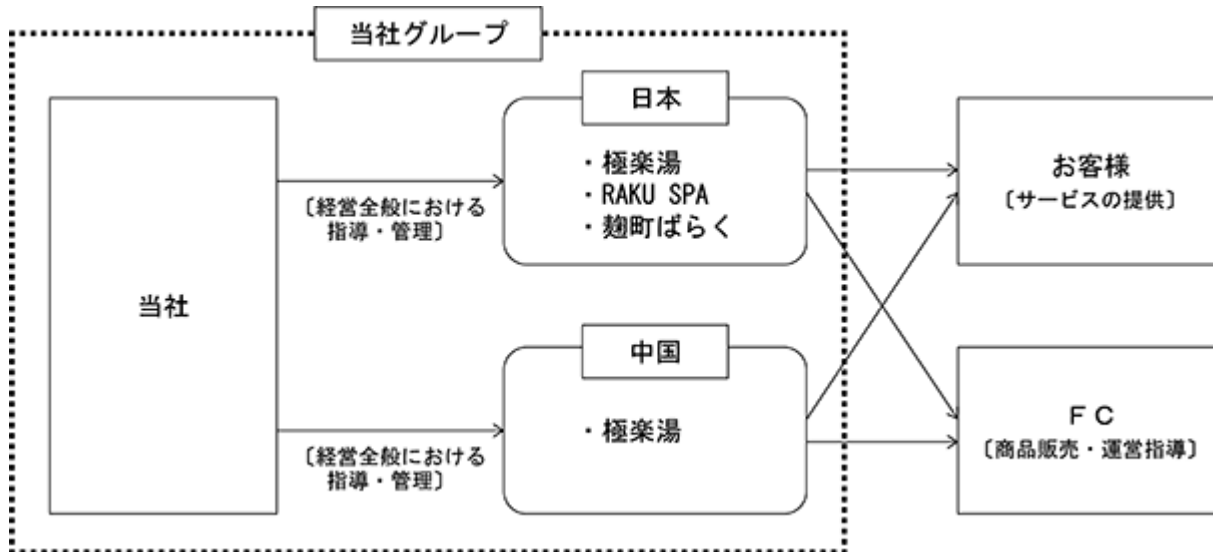 当社グループ
当社
〔経営全般における
指導・管理〕
日本
・極楽湯
・RAKU SPA
・麹町ばらく
お客様
〔サービスの提供〕
〔経営全般における
指導・管理〕
中国
・極楽湯
ＦＣ
〔商品販売・運営指導〕